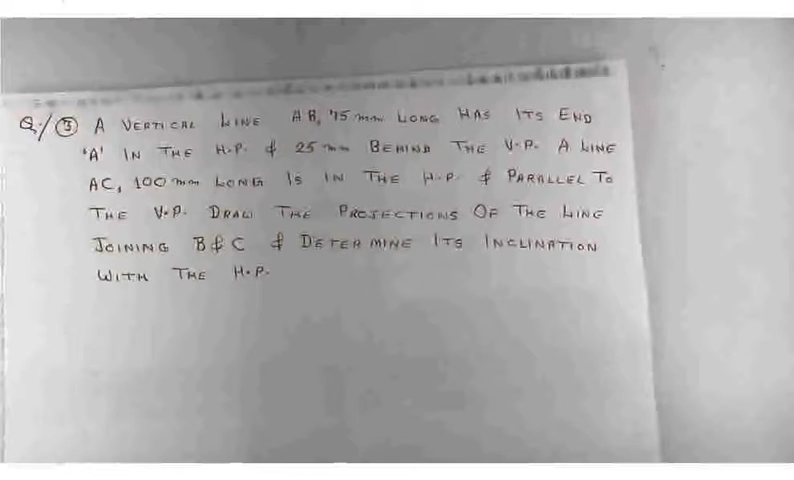 Q./ ③ A VERTICAL LINE AB, 75 mm LONG HAS ITS END
'A' IN THE H.P. & 25 mm BEHIND THE V.P. A LINE
AC, 100 mm LONG IS IN THE H.P. & PARALLEL TO
THE V.P. DRAW THE PROJECTIONS OF THE LINE
JOINING B & C & DETERMINE ITS INCLINATION
WITH THE H.P.